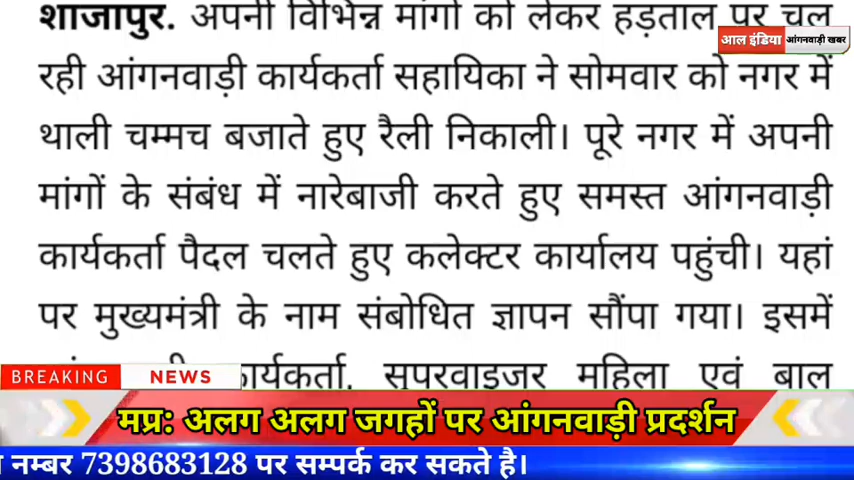 शाजापुर. अपनी विभिन्न मांगों को लेकर हड़ताल पर चल
आल इंडिया आंगनवाड़ी खबर
रही आंगनवाड़ी कार्यकर्ता सहायिका ने सोमवार को नगर में
थाली चम्मच बजाते हुए रैली निकाली। पूरे नगर में अपनी
मांगों के संबंध में नारेबाजी करते हुए समस्त आंगनवाड़ी
कार्यकर्ता पैदल चलते हुए कलेक्टर कार्यालय पहुंची। यहां
पर मुख्यमंत्री के नाम संबोधित ज्ञापन सौंपा गया। इसमें
कार्यकर्ता, सुपरवाइजर महिला एवं बाल
BREAKING NEWS
मप्र: अलग अलग जगहों पर आंगनवाड़ी प्रदर्शन
नम्बर 7398683128 पर सम्पर्क कर सकते है।